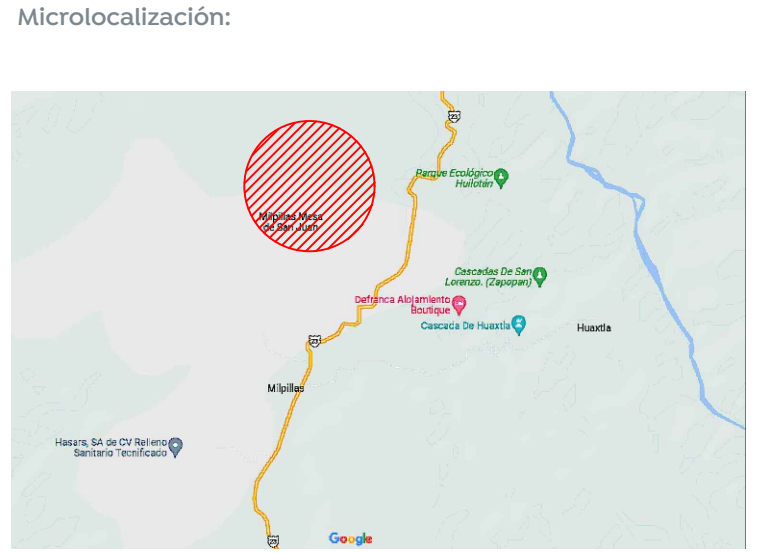 Microlocalización:
23
Parque Ecológico
Huilotán
Milpillas Mesa
de San Juan
Cascadas De San
Lorenzo. (Zapopan)
Defranca Alojamiento
Boutique
Cascada De Huaxtla
Huaxtla
23
Milpillas
Hasars, SA de CV Relleno
Sanitario Tecnificado
23
Google